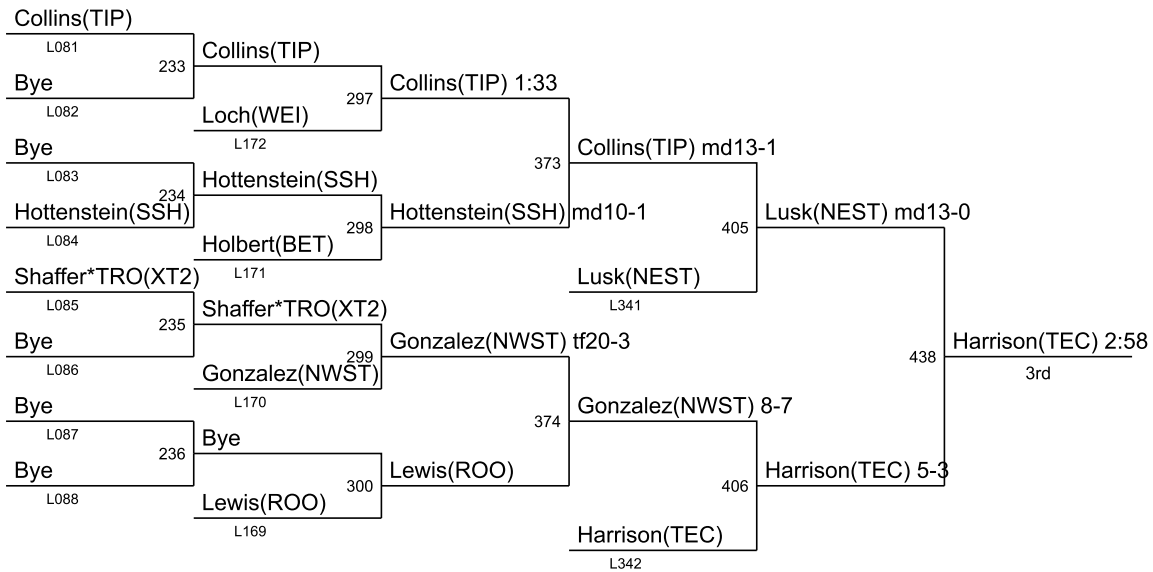 Collins(TIP)
L081
233
Bye
L082
Collins(TIP)
297
Loch(WEI)
L172
Collins(TIP) 1:33
Bye
L083
234
Hottenstein(SSH)
L084
Hottenstein(SSH)
298
Holbert(BET)
L171
Hottenstein(SSH) md10-1
373
Collins(TIP) md13-1
405
Lusk(NEST)
L341
Lusk(NEST) md13-0
Shaffer*TRO(XT2)
L085
235
Bye
L086
Shaffer*TRO(XT2)
299
Gonzalez(NWST)
L170
Gonzalez(NWST) tf20-3
Bye
L087
236
Bye
L088
Bye
300
Lewis(ROO)
L169
Lewis(ROO)
374
Gonzalez(NWST) 8-7
406
Harrison(TEC)
L342
Harrison(TEC) 5-3
438
Harrison(TEC) 2:58
3rd